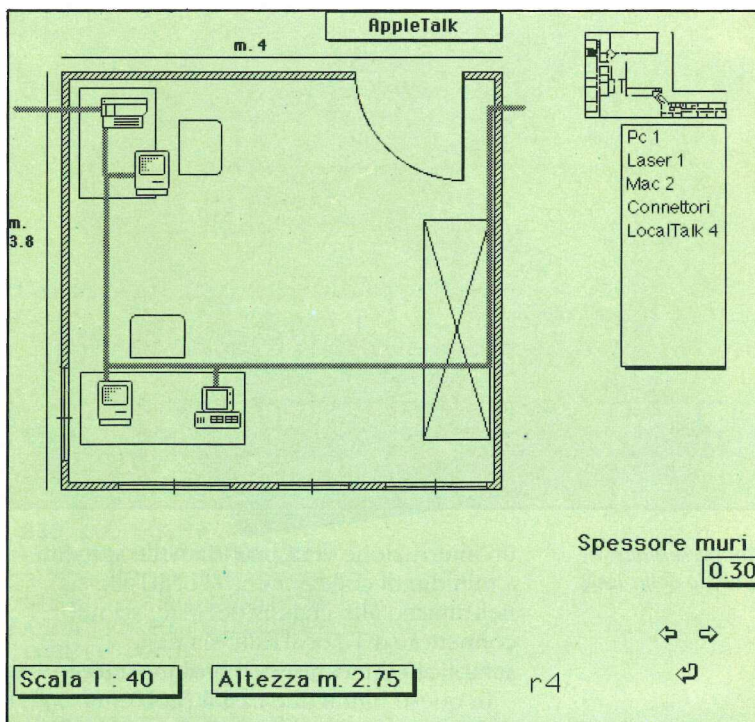 AppleTalk
m. 4
m.
3.8
Pc 1
Laser 1
Mac 2
Connettori
LocalTalk 4
Spessore muri
0.30
Scala 1 : 40
Altezza m. 2.75
r4